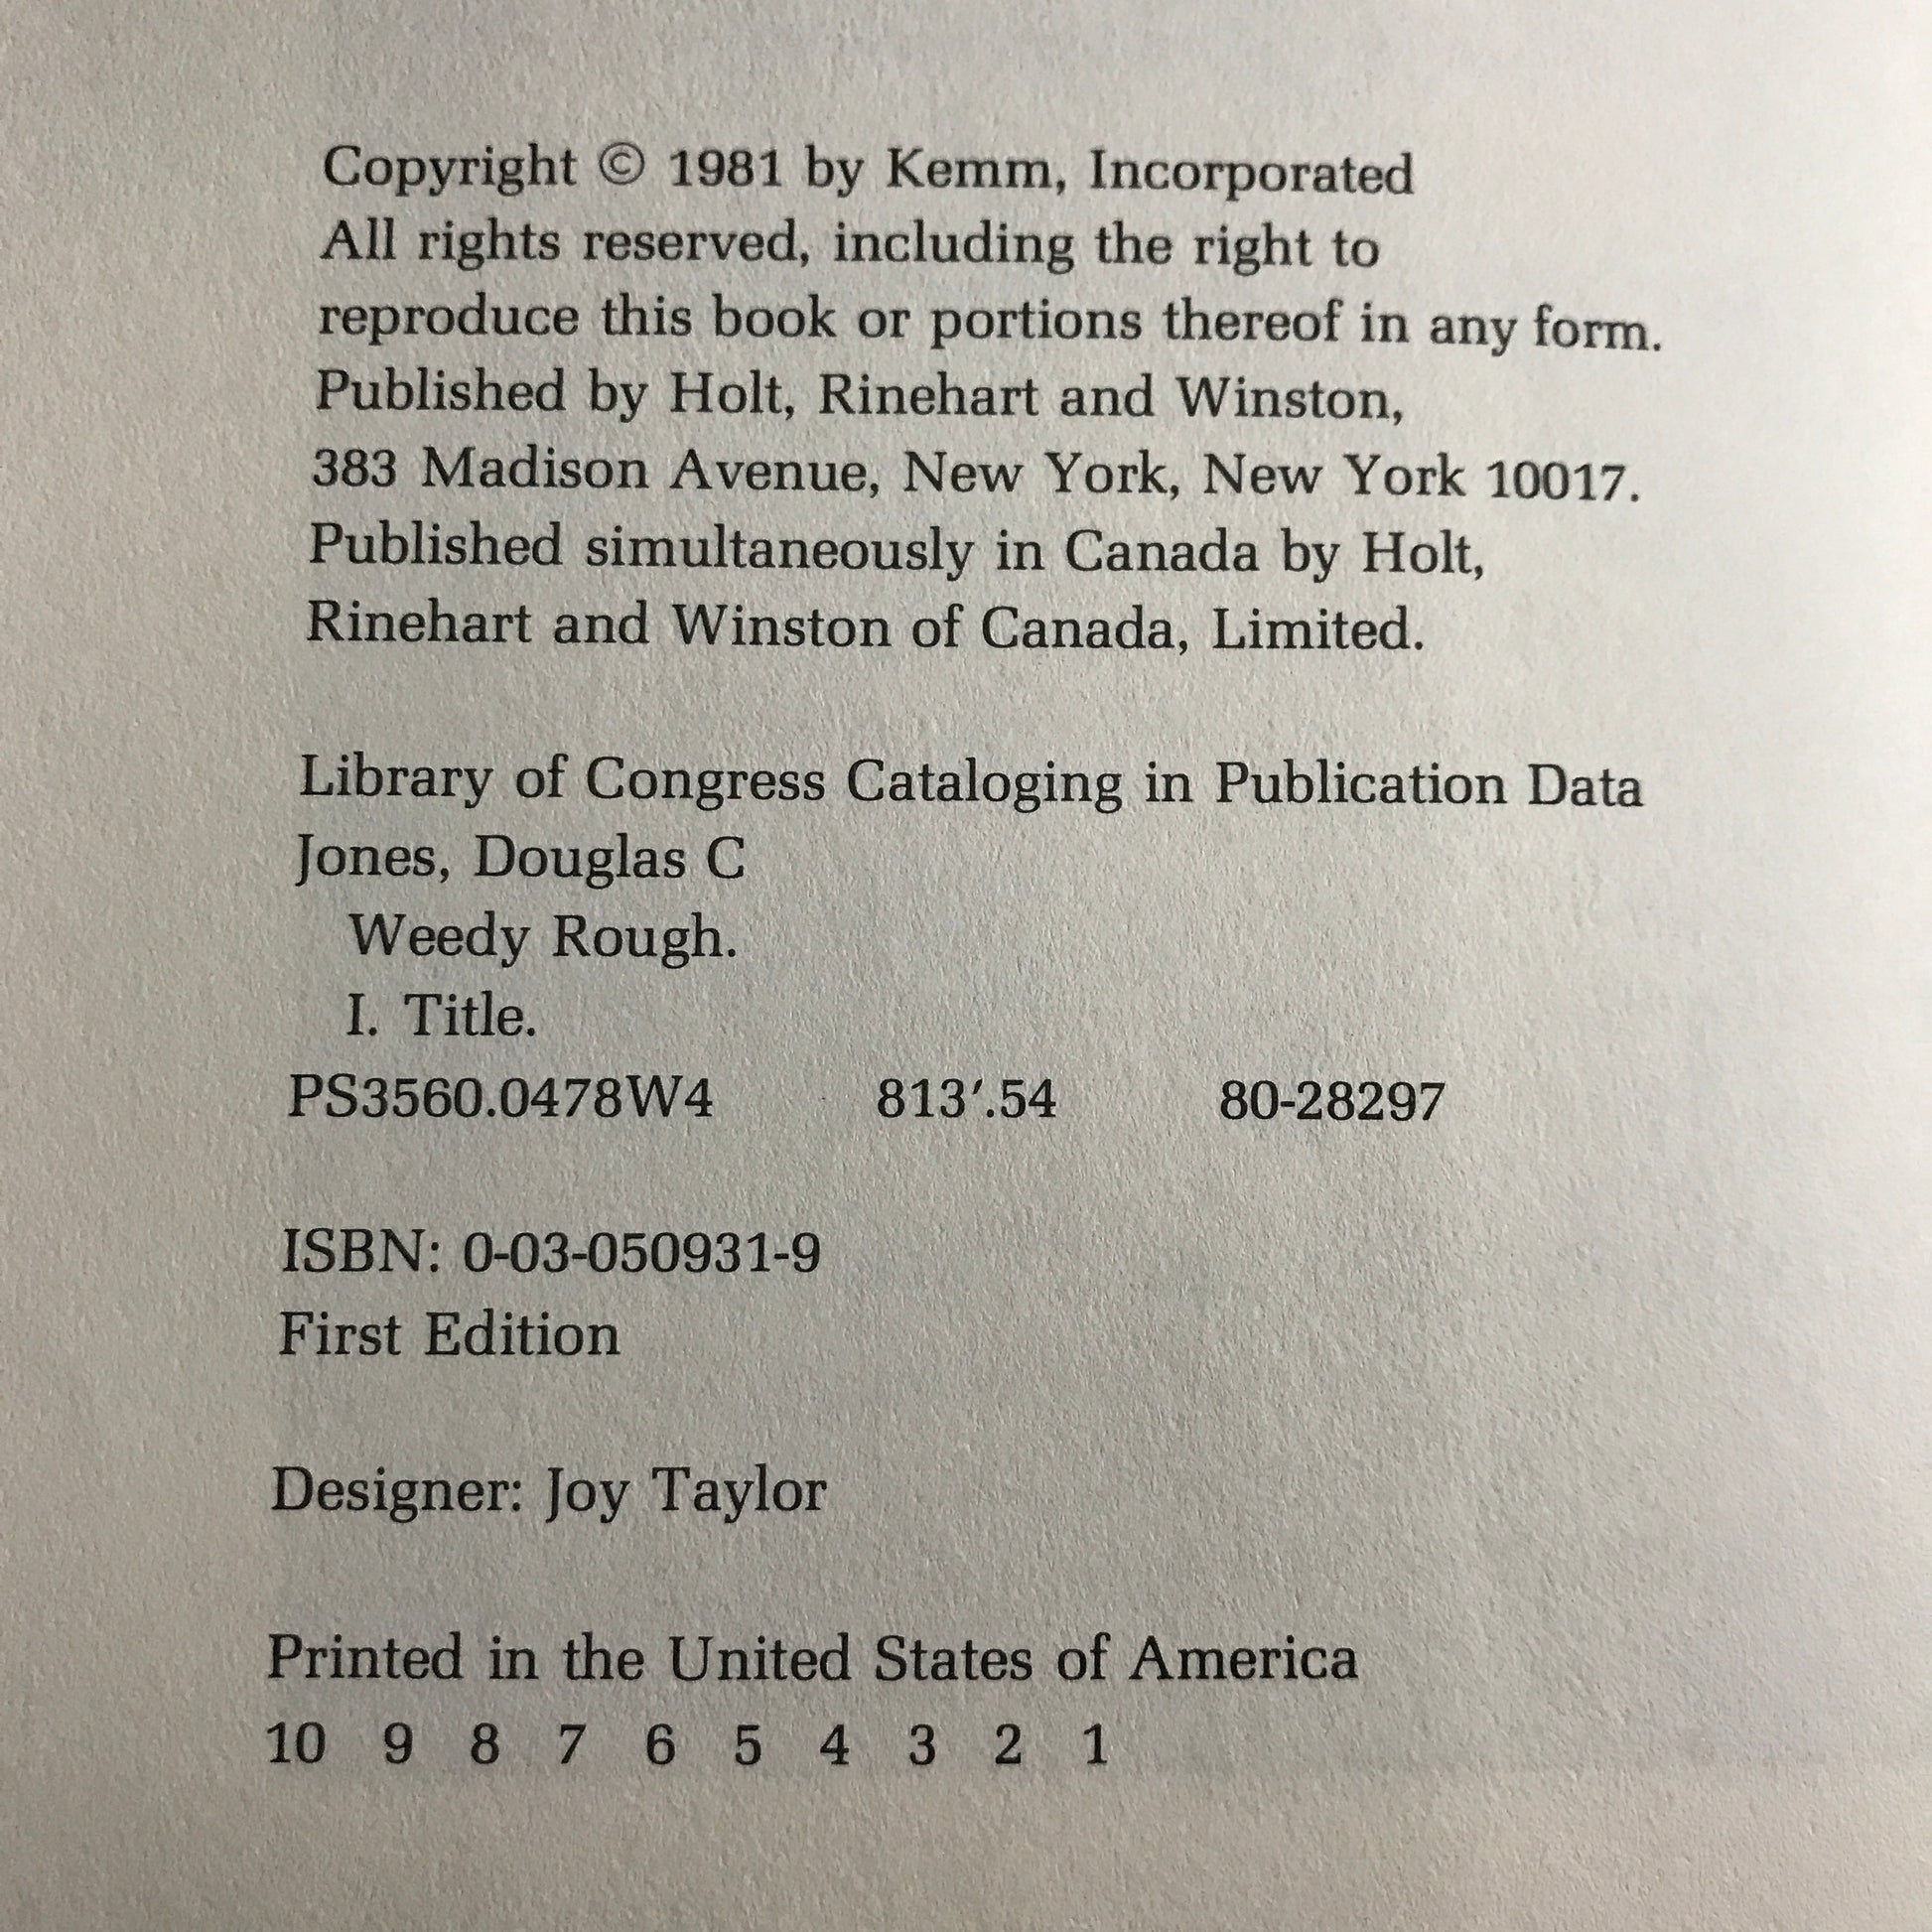 Copyright © 1981 by Kemm, Incorporated
All rights reserved, including the right to
reproduce this book or portions thereof in any form.
Published by Holt, Rinehart and Winston,
383 Madison Avenue, New York, New York 10017.
Published simultaneously in Canada by Holt,
Rinehart and Winston of Canada, Limited.
Library of Congress Cataloging in Publication Data
Jones, Douglas C
Weedy Rough.
I. Title.
PS3560.0478W4 813′.54 80-28297
ISBN: 0-03-050931-9
First Edition
Designer: Joy Taylor
Printed in the United States of America
10 9 8 7 6 5 4 3 2 1